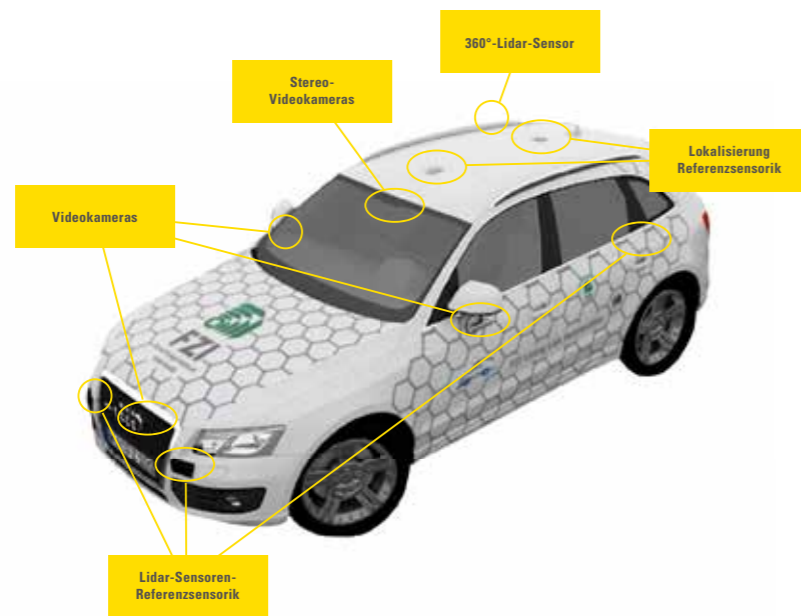 360°-Lidar-Sensor
Stereo-
Videokameras
Lokalisierung
Referenzsensorik
Videokameras
FZI
Lidar-Sensoren-
Referenzsensorik